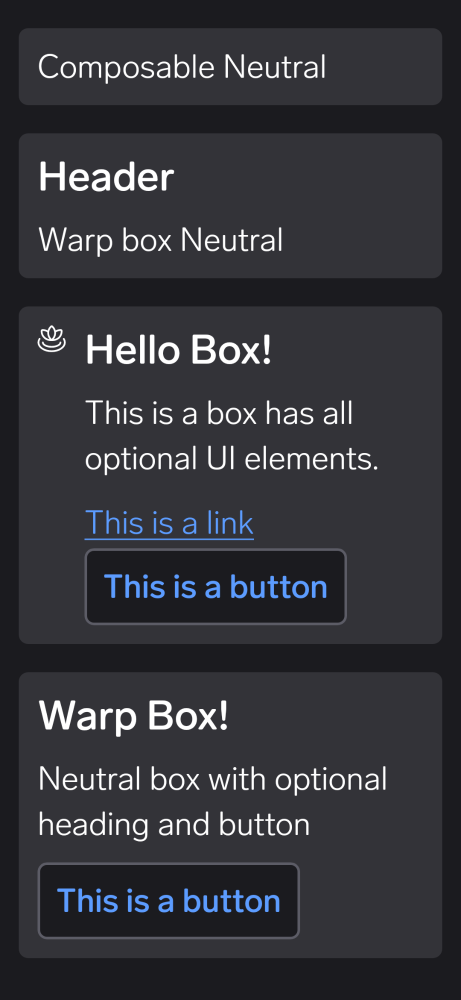 Composable Neutral
Header
Warp box Neutral
Hello Box!
This is a box has all
optional UI elements.
This is a link
This is a button
Warp Box!
Neutral box with optional
heading and button
This is a button